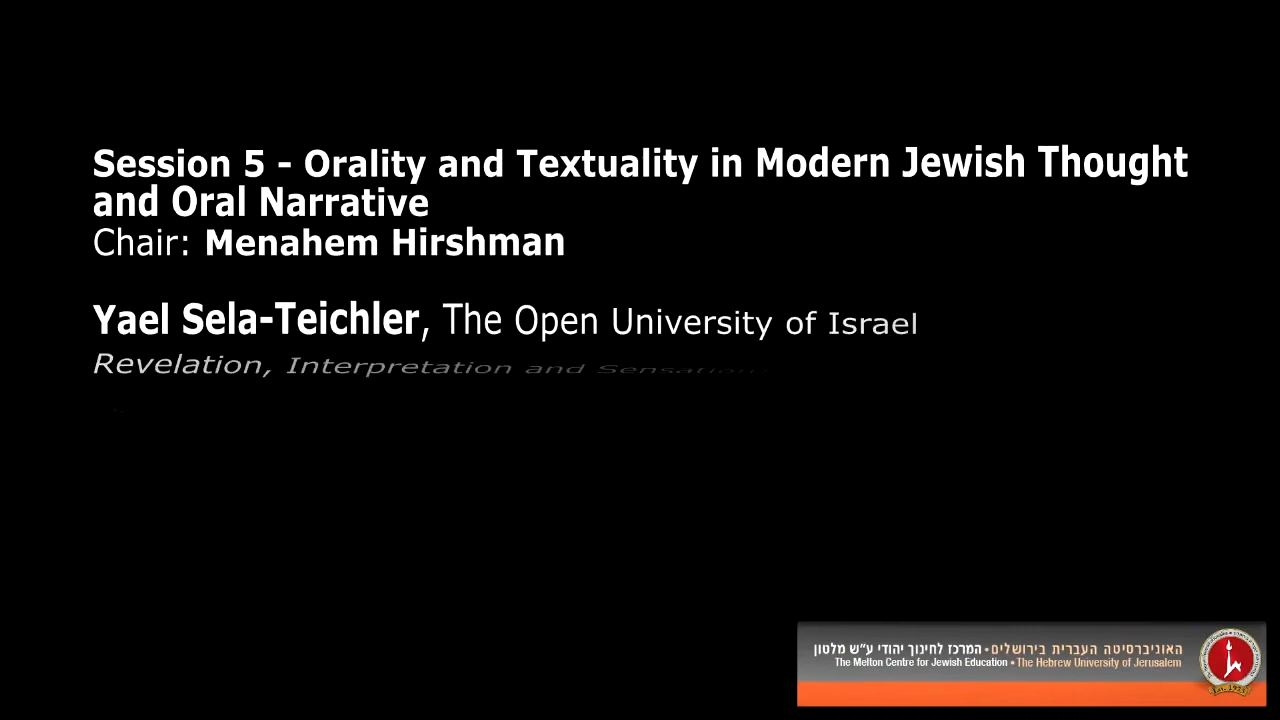 Session 5 - Orality and Textuality in Modern Jewish Thought
and Oral Narrative
Chair: Menahem Hirshman
Yael Sela-Teichler, The Open University of Israel
Revelation, Interpretation and
האוניברסיטה העברית בירושלים • המרכז לחינוך יהודי ע"ש מלטון
The Melton Centre for Jewish Education • The Hebrew University of Jerusalem